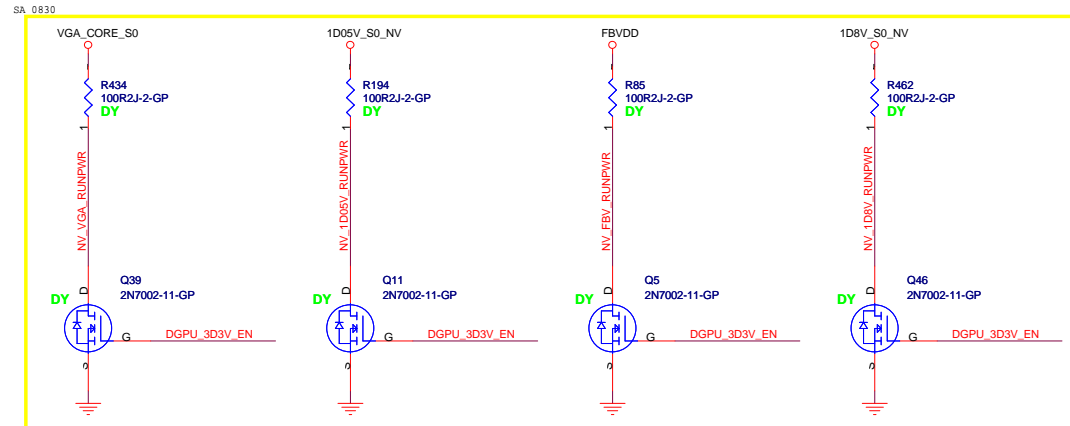 SA 0830
VGA_CORE_S0 1D05V_S0_NV FBVDD 1D8V_S0_NV
R434 R194 R85 R462
100R2J-2-GP 100R2J-2-GP 100R2J-2-GP 100R2J-2-GP
DY DY DY DY
1 1 1 1
NV_VGA_RUNPWR NV_1D05V_RUNPWR NV_FBV_RUNPWR NV_1D8V_RUNPWR
Q39 Q11 Q5 Q46
DY D 2N7002-11-GP DY D 2N7002-11-GP DY D 2N7002-11-GP DY D 2N7002-11-GP
G DGPU_3D3V_EN G DGPU_3D3V_EN G DGPU_3D3V_EN G DGPU_3D3V_EN